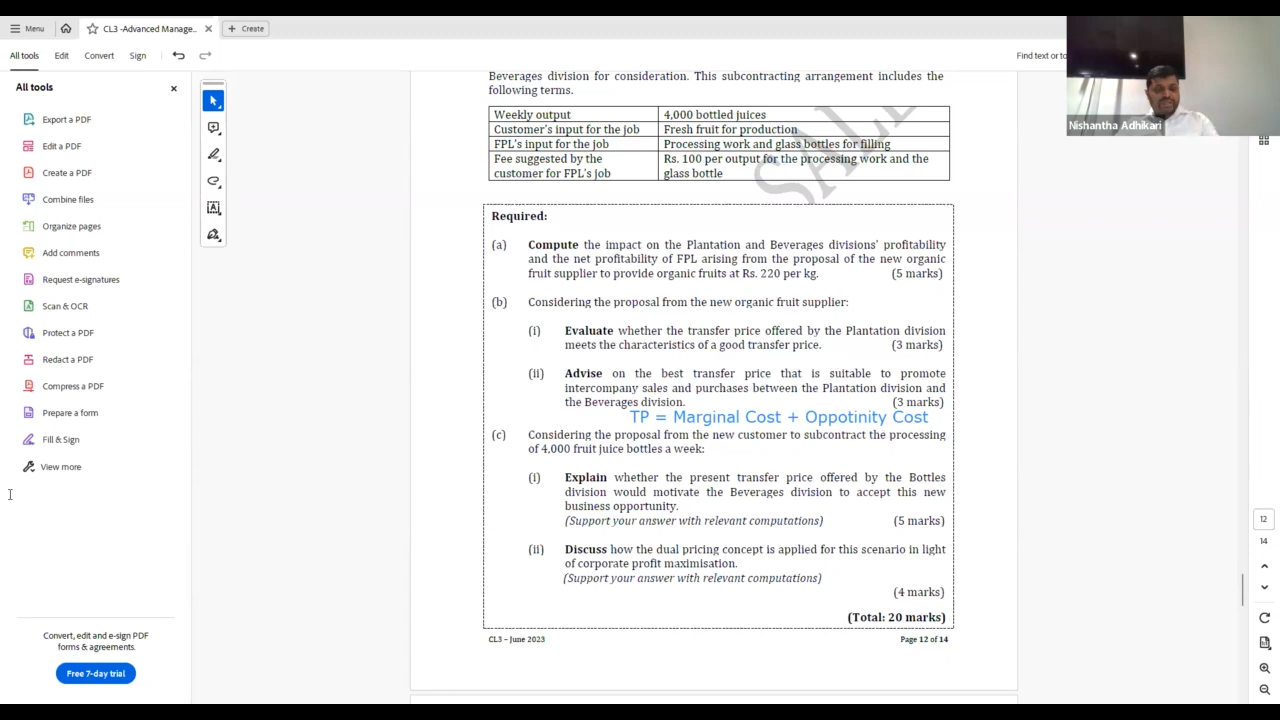 Menu
CL3 -Advanced Manage...
Create
All tools
Edit
Convert
Sign
Find text or to
All tools
Export a PDF
Edit a PDF
Create a PDF
Combine files
Organize pages
Add comments
Request e-signatures
Scan & OCR
Protect a PDF
Redact a PDF
Compress a PDF
Prepare a form
Fill & Sign
View more
Convert, edit and e-sign PDF
forms & agreements.
Free 7-day trial
Nishantha Adhikari
Beverages division for consideration. This subcontracting arrangement includes the
following terms.
Weekly output 4,000 bottled juices
Customer's input for the job Fresh fruit for production
FPL's input for the job Processing work and glass bottles for filling
Fee suggested by the Rs. 100 per output for the processing work and the
customer for FPL's job glass bottle
SALE
Required:
(a) Compute the impact on the Plantation and Beverages divisions' profitability
and the net profitability of FPL arising from the proposal of the new organic
fruit supplier to provide organic fruits at Rs. 220 per kg. (5 marks)
(b) Considering the proposal from the new organic fruit supplier:
(i) Evaluate whether the transfer price offered by the Plantation division
meets the characteristics of a good transfer price. (3 marks)
(ii) Advise on the best transfer price that is suitable to promote
intercompany sales and purchases between the Plantation division and
the Beverages division. (3 marks)
TP = Marginal Cost + Oppotinity Cost
(c) Considering the proposal from the new customer to subcontract the processing
of 4,000 fruit juice bottles a week:
(i) Explain whether the present transfer price offered by the Bottles
division would motivate the Beverages division to accept this new
business opportunity.
(Support your answer with relevant computations) (5 marks)
(ii) Discuss how the dual pricing concept is applied for this scenario in light
of corporate profit maximisation.
(Support your answer with relevant computations)
(4 marks)
(Total: 20 marks)
CL3 – June 2023 Page 12 of 14
12
14